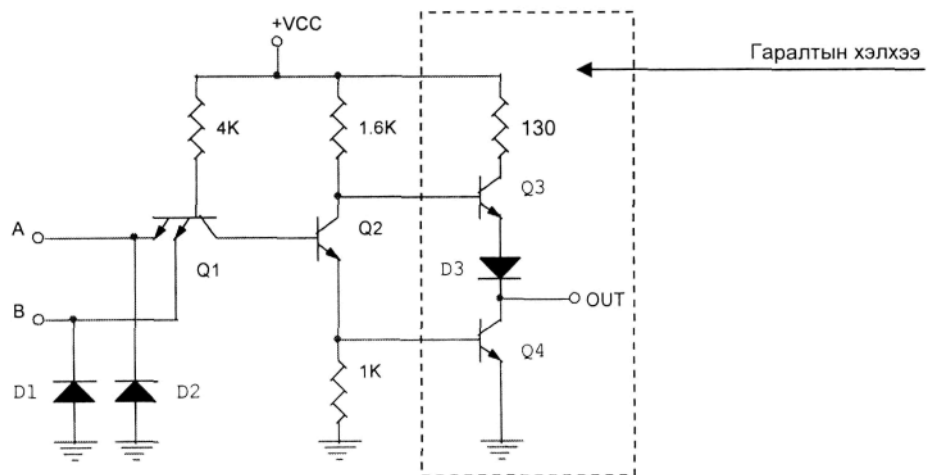 +VCC
Гаралтын хэлхээ
4K
1.6K
130
Q3
A
Q2
Q1
D3
OUT
B
Q4
1K
D1
D2